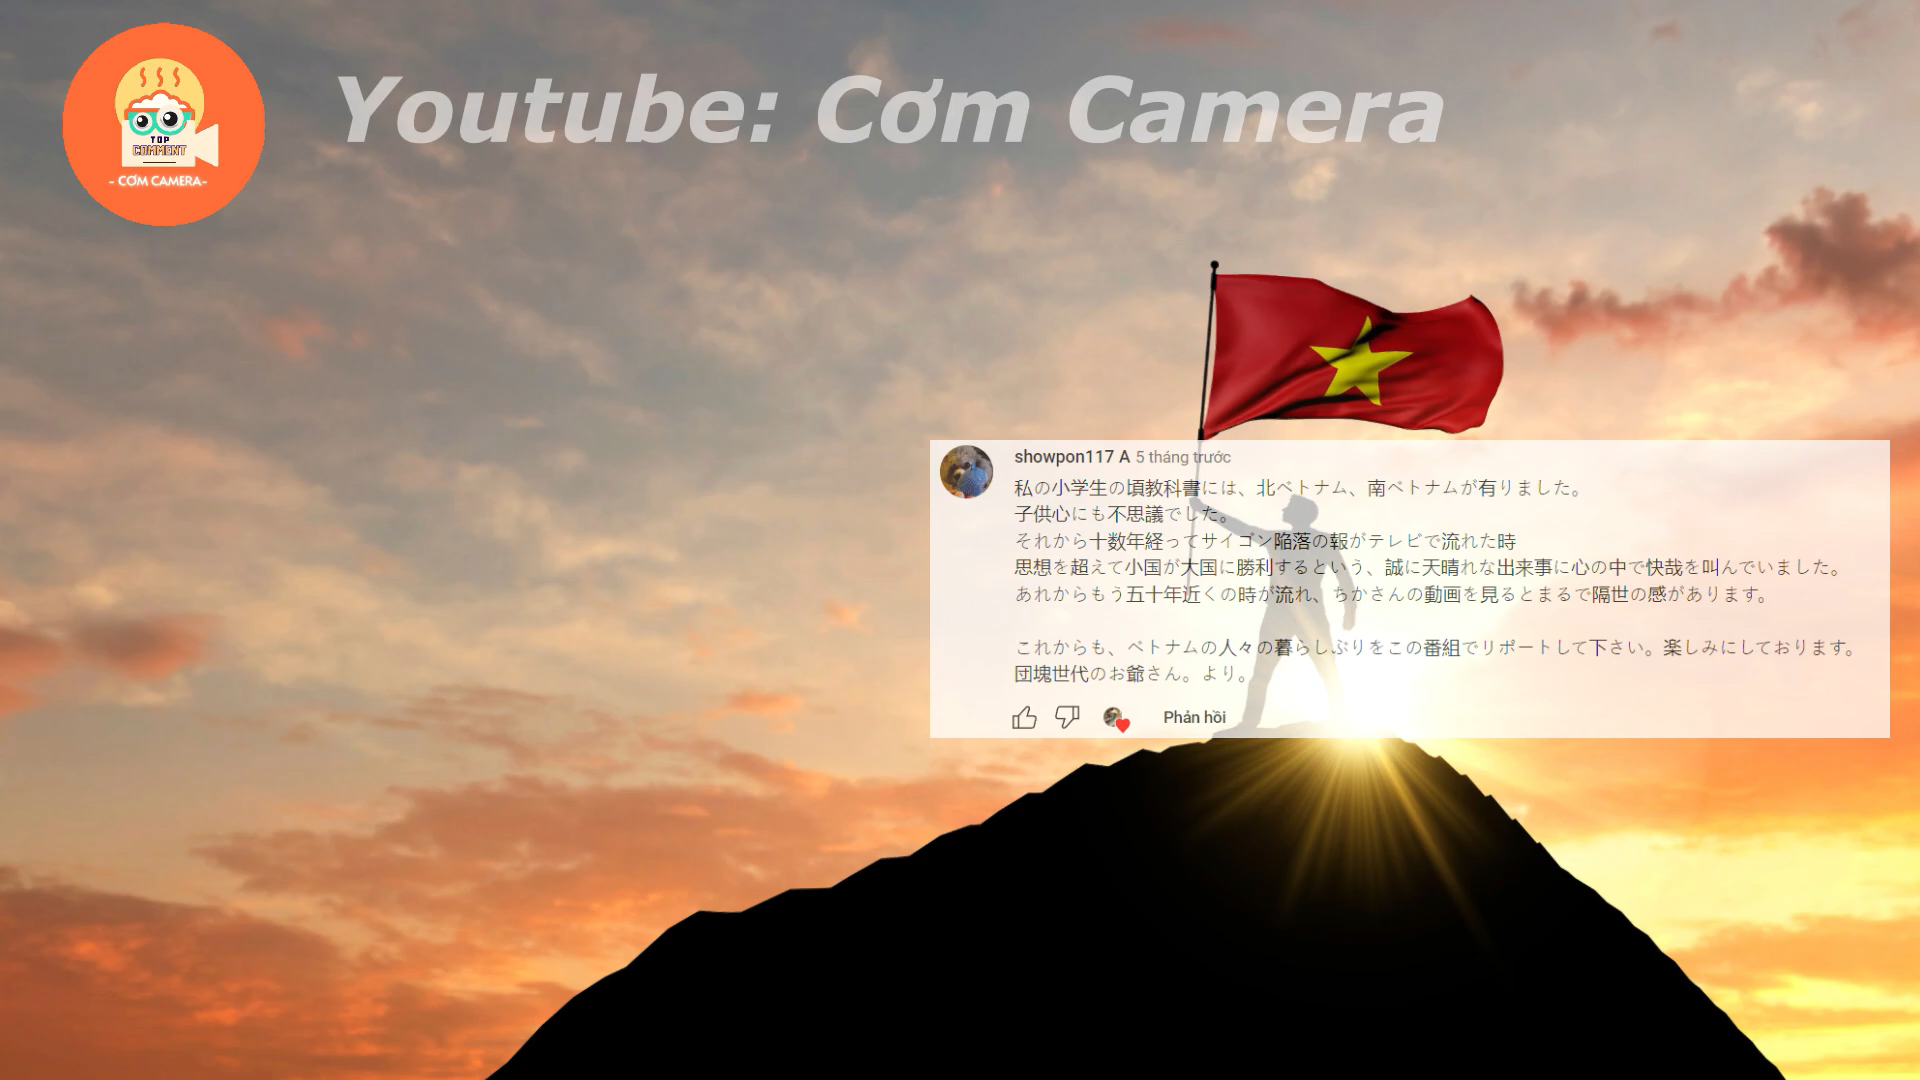 Youtube: Cơm Camera
TOP
COMMENT
- CƠM CAMERA-
showpon117 A 5 tháng trước
私の小学生の頃教科書には、北ベトナム、南ベトナムが有りました。
子供心にも不思議でした。
それから十数年経ってサイゴン陥落の報がテレビで流れた時
思想を超えて小国が大国に勝利するという、誠に天晴れな出来事に心の中で快哉を叫んでいました。
あれからもう五十年近くの時が流れ、ちかさんの動画を見るとまるで隔世の感があります。
これからも、ベトナムの人々の暮らしぶりをこの番組でリポートして下さい。楽しみにしております。
団塊世代のお爺さん。より。
Phản hồi